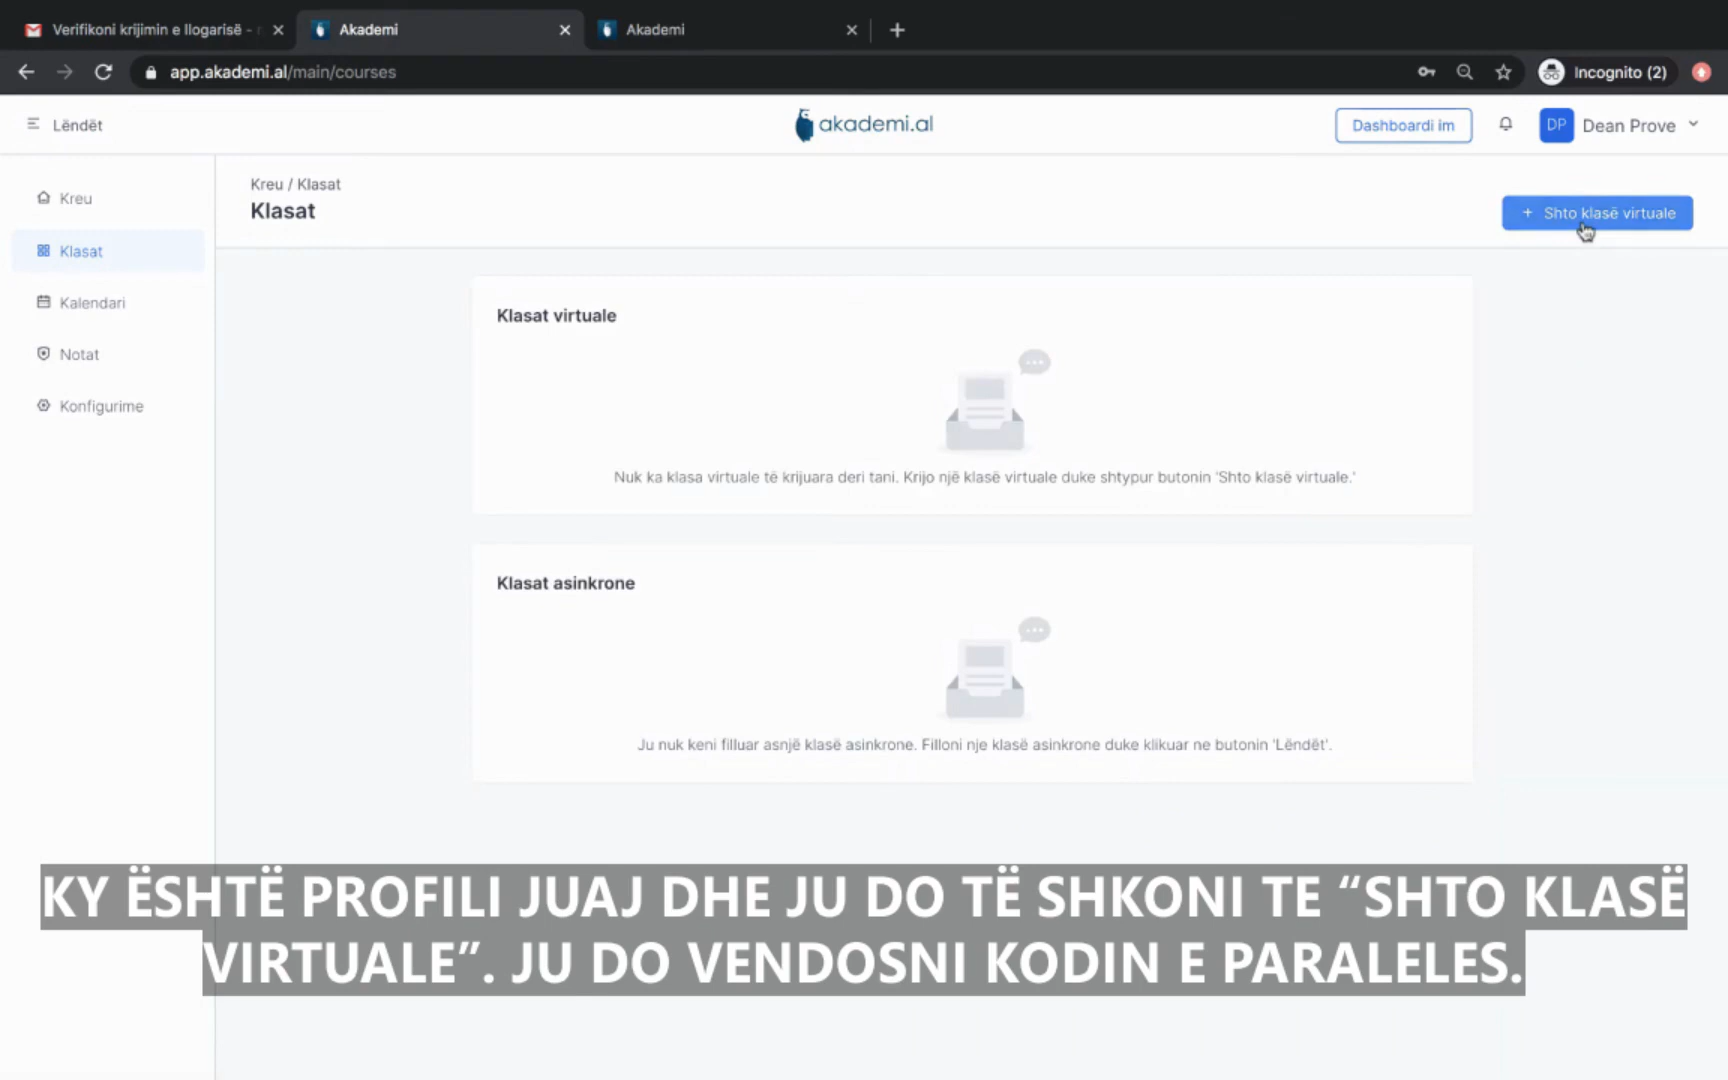 Verifikoni krijimin e llogarisë -
Akademi
Akademi
app.akademi.al/main/courses
Incognito (2)
Lëndët
akademi.al
Dashboardi im
DP
Dean Prove
Kreu
Klasat
Kalendari
Notat
Konfigurime
Kreu / Klasat
Klasat
+ Shto klasë virtuale
Klasat virtuale
Nuk ka klasa virtuale të krijuara deri tani. Krijo një klasë virtuale duke shtypur butonin 'Shto klasë virtuale.'
Klasat asinkrone
Ju nuk keni filluar asnjë klasë asinkrone. Filloni nje klasë asinkrone duke klikuar ne butonin 'Lëndët'.
KY ËSHTË PROFILI JUAJ DHE JU DO TË SHKONI TE “SHTO KLASË
VIRTUALE”. JU DO VENDOSNI KODIN E PARALELES.